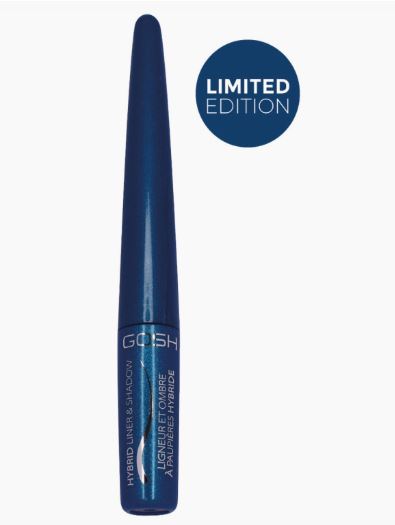 LIMITED
EDITION
GOSH
HYBRID LINER & SHADOW
LIGNEUR ET OMBRE
À PAUPIÈRES HYBRIDE